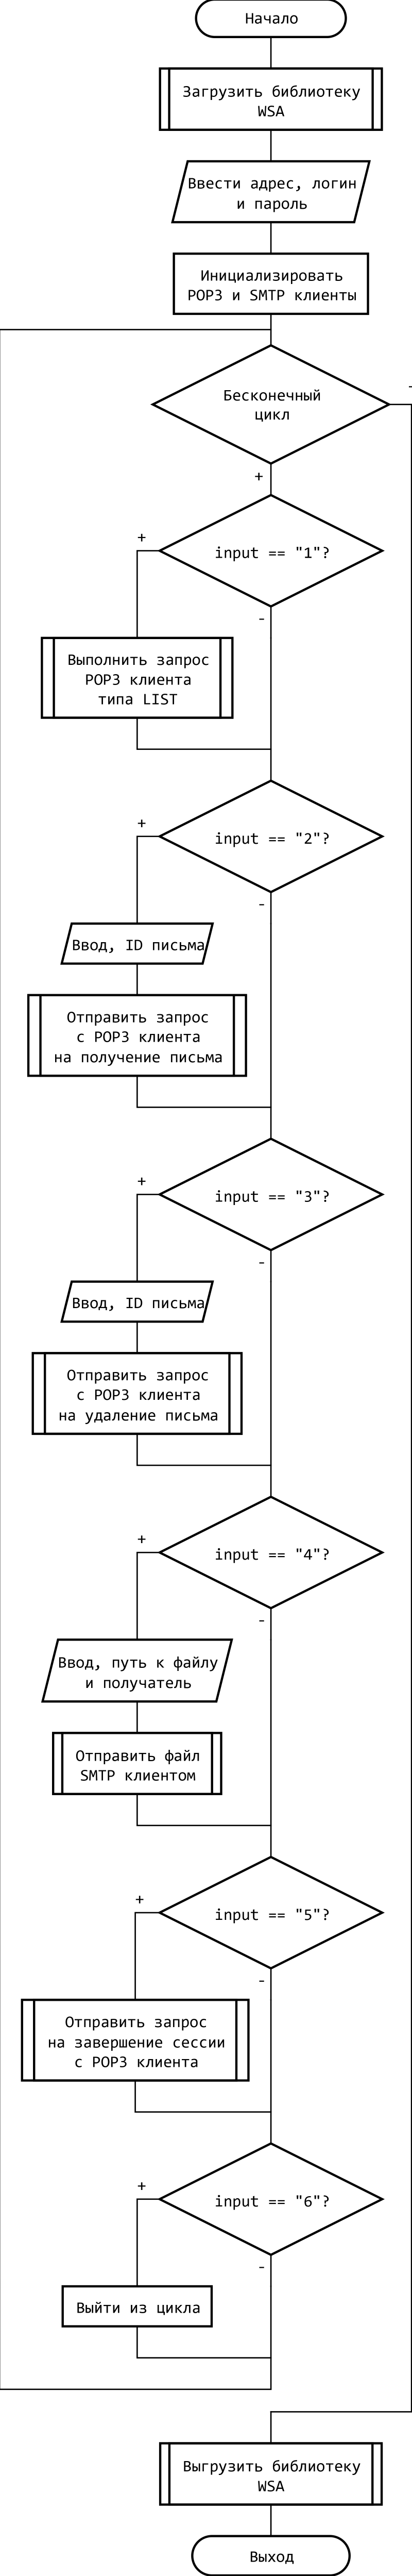 Начало
Загрузить библиотеку
WSA
Ввести адрес, логин
и пароль
Инициализировать
POP3 и SMTP клиенты
-
Бесконечный
цикл
+
+
input == "1"?
-
Выполнить запрос
POP3 клиента
типа LIST
+
input == "2"?
-
Ввод, ID письма
Отправить запрос
с POP3 клиента
на получение письма
+
input == "3"?
-
Ввод, ID письма
Отправить запрос
с POP3 клиента
на удаление письма
+
input == "4"?
-
Ввод, путь к файлу
и получатель
Отправить файл
SMTP клиентом
+
input == "5"?
-
Отправить запрос
на завершение сессии
с POP3 клиента
+
input == "6"?
-
Выйти из цикла
Выгрузить библиотеку
WSA
Выход